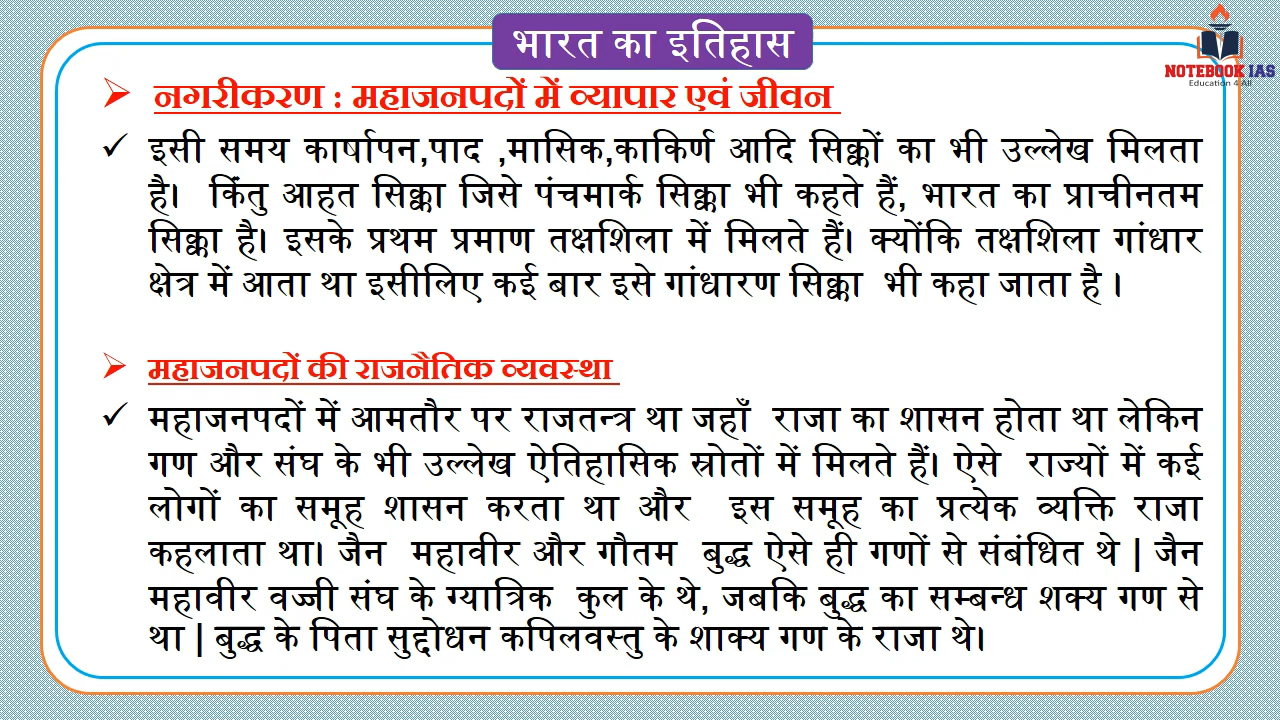 भारत का इतिहास
NOTEBOOK IAS
Education 4 All
नगरीकरण : महाजनपदों में व्यापार एवं जीवन
इसी समय कार्षापन,पाद ,मासिक,काकिर्ण आदि सिक्कों का भी उल्लेख मिलता
है। किंतु आहत सिक्का जिसे पंचमार्क सिक्का भी कहते हैं, भारत का प्राचीनतम
सिक्का है। इसके प्रथम प्रमाण तक्षशिला में मिलते हैं। क्योंकि तक्षशिला गांधार
क्षेत्र में आता था इसीलिए कई बार इसे गांधारण सिक्का भी कहा जाता है ।
महाजनपदों की राजनैतिक व्यवस्था
महाजनपदों में आमतौर पर राजतन्त्र था जहाँ राजा का शासन होता था लेकिन
गण और संघ के भी उल्लेख ऐतिहासिक स्रोतों में मिलते हैं। ऐसे राज्यों में कई
लोगों का समूह शासन करता था और इस समूह का प्रत्येक व्यक्ति राजा
कहलाता था। जैन महावीर और गौतम बुद्ध ऐसे ही गणों से संबंधित थे | जैन
महावीर वज्जी संघ के ग्यात्रिक कुल के थे, जबकि बुद्ध का सम्बन्ध शक्य गण से
था | बुद्ध के पिता सुद्दोधन कपिलवस्तु के शाक्य गण के राजा थे।